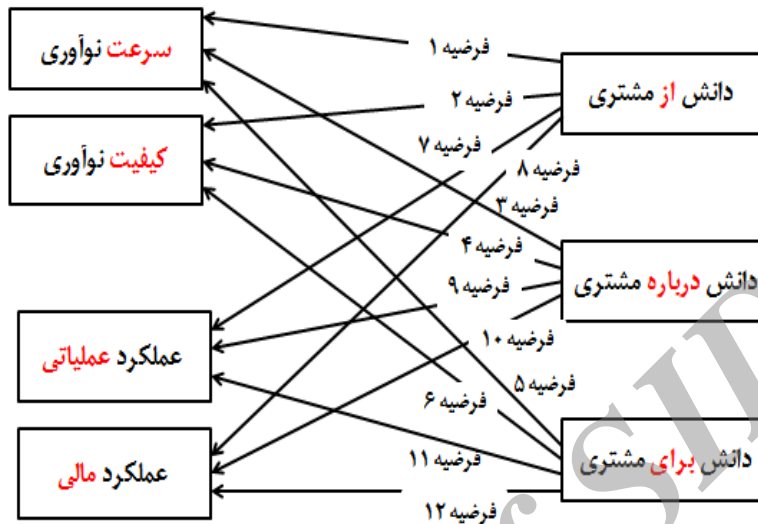 سرعت نوآوری
فرضیه ۱
دانش از مشتری
فرضیه ۲
کیفیت نوآوری
فرضیه ۷
فرضیه ۸
فرضیه ۳
فرضیه ۴
دانش درباره مشتری
فرضیه ۹
عملکرد عملیاتی
فرضیه ۱۰
فرضیه ۵
فرضیه ۶
دانش برای مشتری
فرضیه ۱۱
عملکرد مالی
فرضیه ۱۲
SID